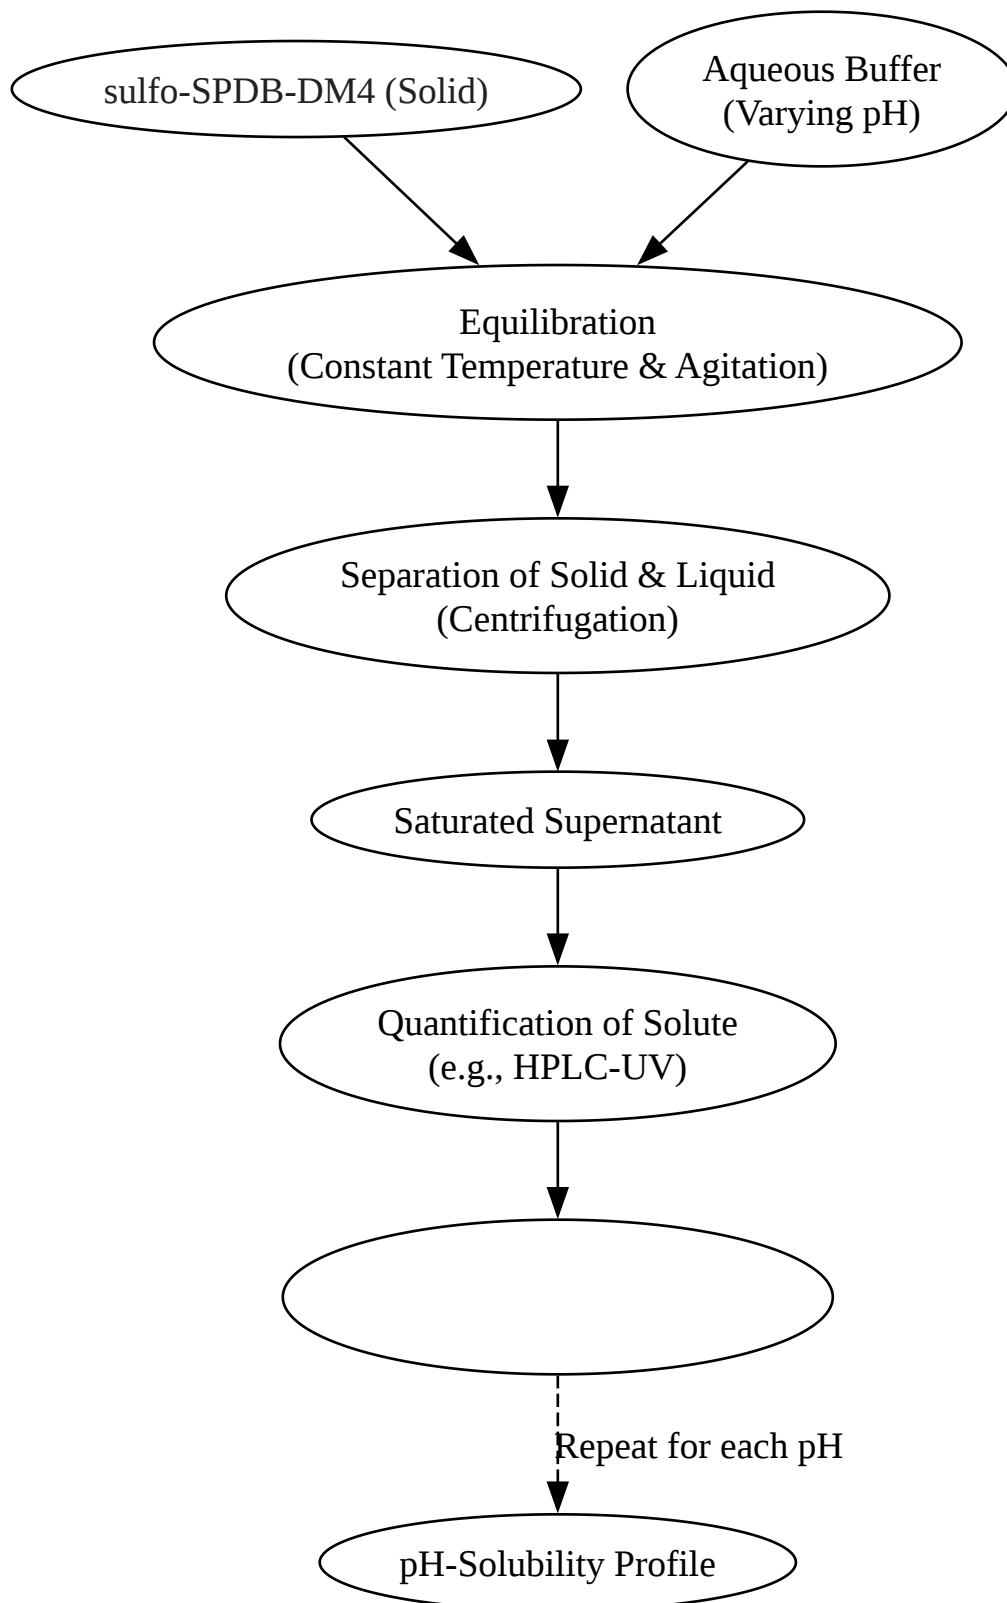 sulfo-SPDB-DM4 (Solid)
Aqueous Buffer
(Varying pH)
Equilibration
(Constant Temperature & Agitation)
Separation of Solid & Liquid
(Centrifugation)
Saturated Supernatant
Quantification of Solute
(e.g., HPLC-UV)
Repeat for each pH
pH-Solubility Profile